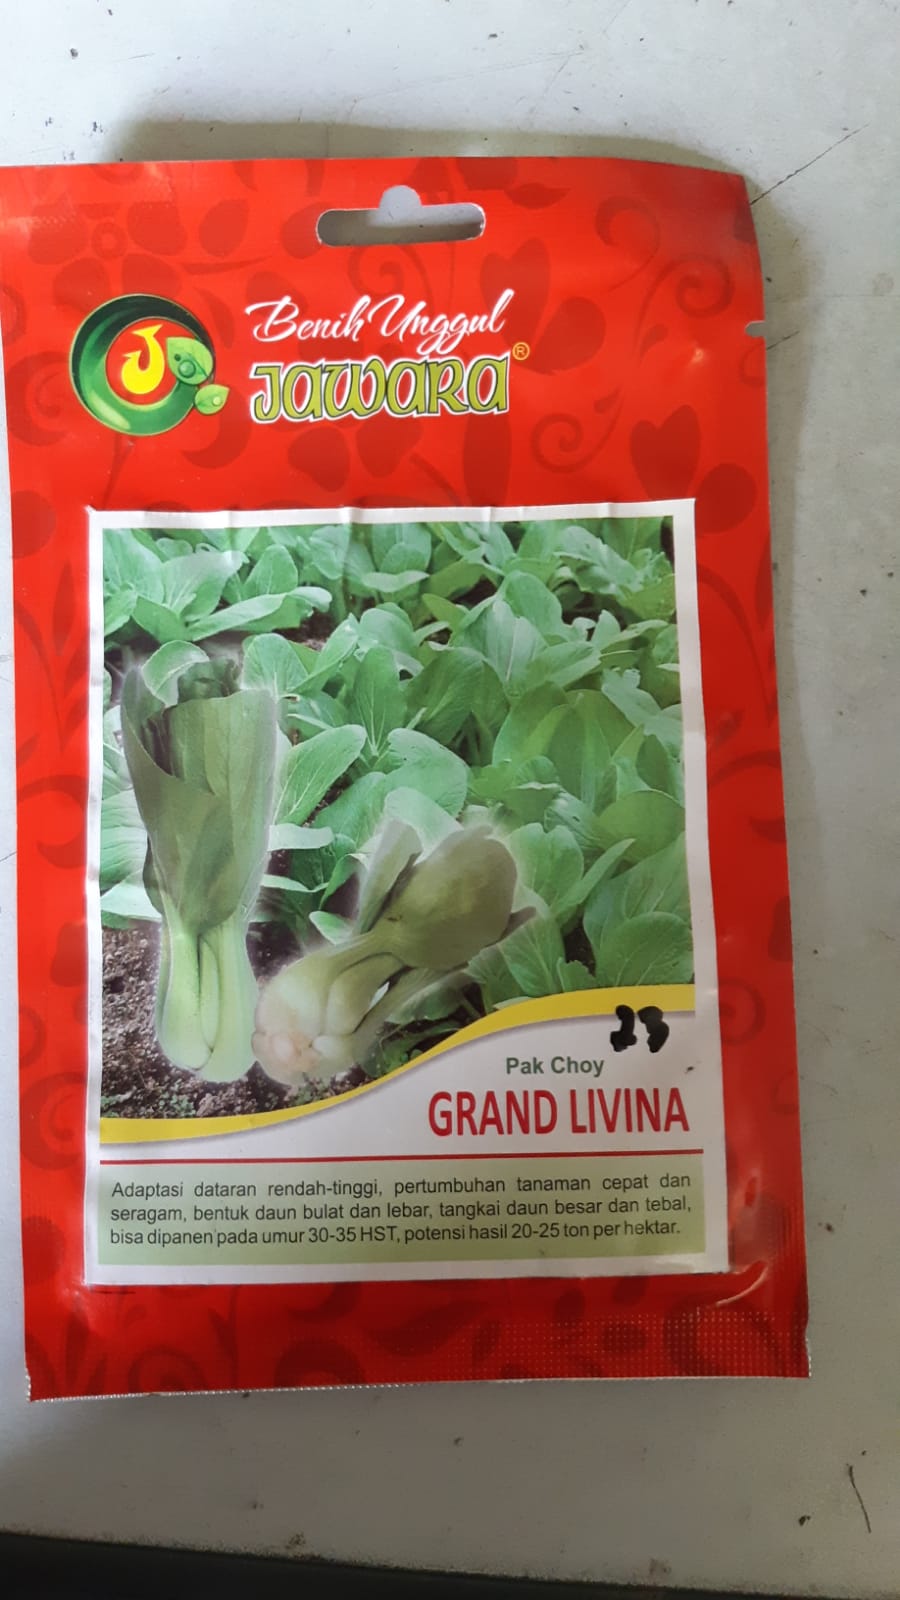 Benih Unggul
JAWARA®
23
Pak Choy
GRAND LIVINA
Adaptasi dataran rendah-tinggi, pertumbuhan tanaman cepat dan
seragam, bentuk daun bulat dan lebar, tangkai daun besar dan tebal,
bisa dipanen pada umur 30-35 HST, potensi hasil 20-25 ton per hektar.